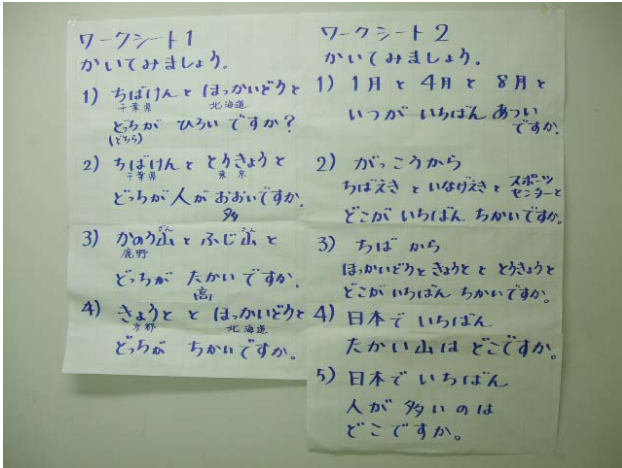 ワークシート1
かいてみましょう.
1) ちばけんと ほっかいどうと
千葉県 北海道
どっちが ひろいですか?
(どちら)
2) ちばけんと とうきょうと
千葉県 東京
どっちが人が おおいですか.
多
3) かのう山と ふじ山と
さん さん
鹿野
どっちが たかいですか.
高
4) きょうと と ほっかいどうと
京都 北海道
どっちが ちかいですか。
ワークシート2
かいてみましょう.
1) 1月と4月と8月と
いつが いちばん あつい
ですか.
2) がっこうから
ちばえきと いなげえきと スポーツ
センターと
どこが いちばん ちかいですか.
3) ちばから
ほっかいどうと きょうとと とうきょうと
どこが いちばん ちかいですか。
4) 日本で いちばん
たかい山は どこですか。
5) 日本で いちばん
人が 多いのは
どこですか。